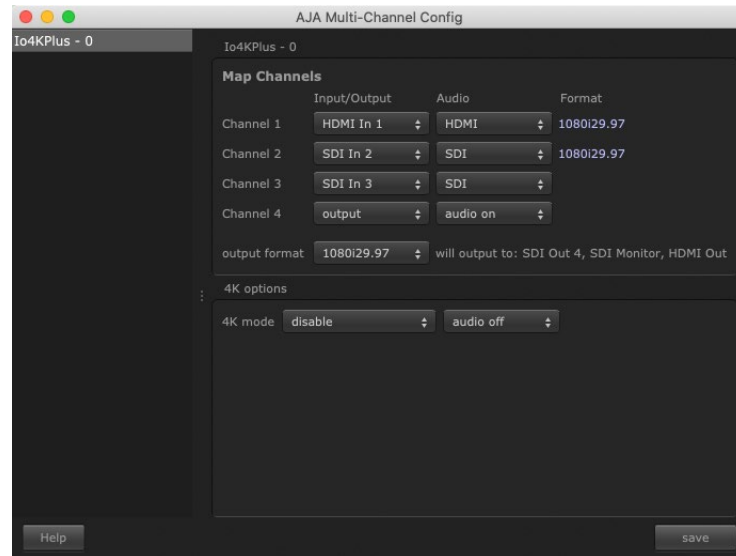 AJA Multi-Channel Config
Io4KPlus - 0
Io4KPlus - 0
Map Channels
Input/Output Audio Format
Channel 1 HDMI In 1 HDMI 1080i29.97
Channel 2 SDI In 2 SDI 1080i29.97
Channel 3 SDI In 3 SDI
Channel 4 output audio on
output format 1080i29.97 will output to: SDI Out 4, SDI Monitor, HDMI Out
4K options
4K mode disable audio off
Help save